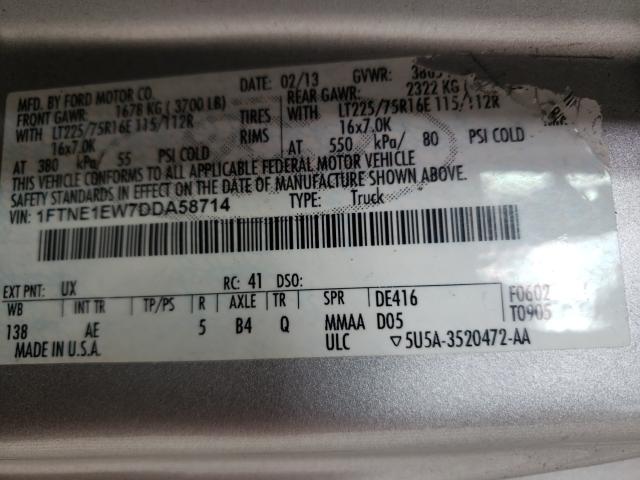 MFD. BY FORD MOTOR CO.
DATE: 02/13 GVWR:
FRONT GAWR: 1678 KG ( 3700 LB) REAR GAWR: 2322 KG
WITH LT225/75R16E 115/112R TIRES WITH LT225/75R16E 115/112R
16x7.0K RIMS 16x7.0K
AT 380 kPa/ 55 PSI COLD AT 550 kPa/ 80 PSI COLD
THIS VEHICLE CONFORMS TO ALL APPLICABLE FEDERAL MOTOR VEHICLE
SAFETY STANDARDS IN EFFECT ON THE DATE OF MANUFACTURE SHOWN ABOVE.
VIN: 1FTNE1EW7DDA58714 TYPE: Truck
EXT PNT: UX RC: 41 DSO:
WB INT TR TP/PS R AXLE TR SPR DE416 F0602
138 AE 5 B4 Q MMAA D05 T0905
MADE IN U.S.A. ULC ▽5U5A-3520472-AA